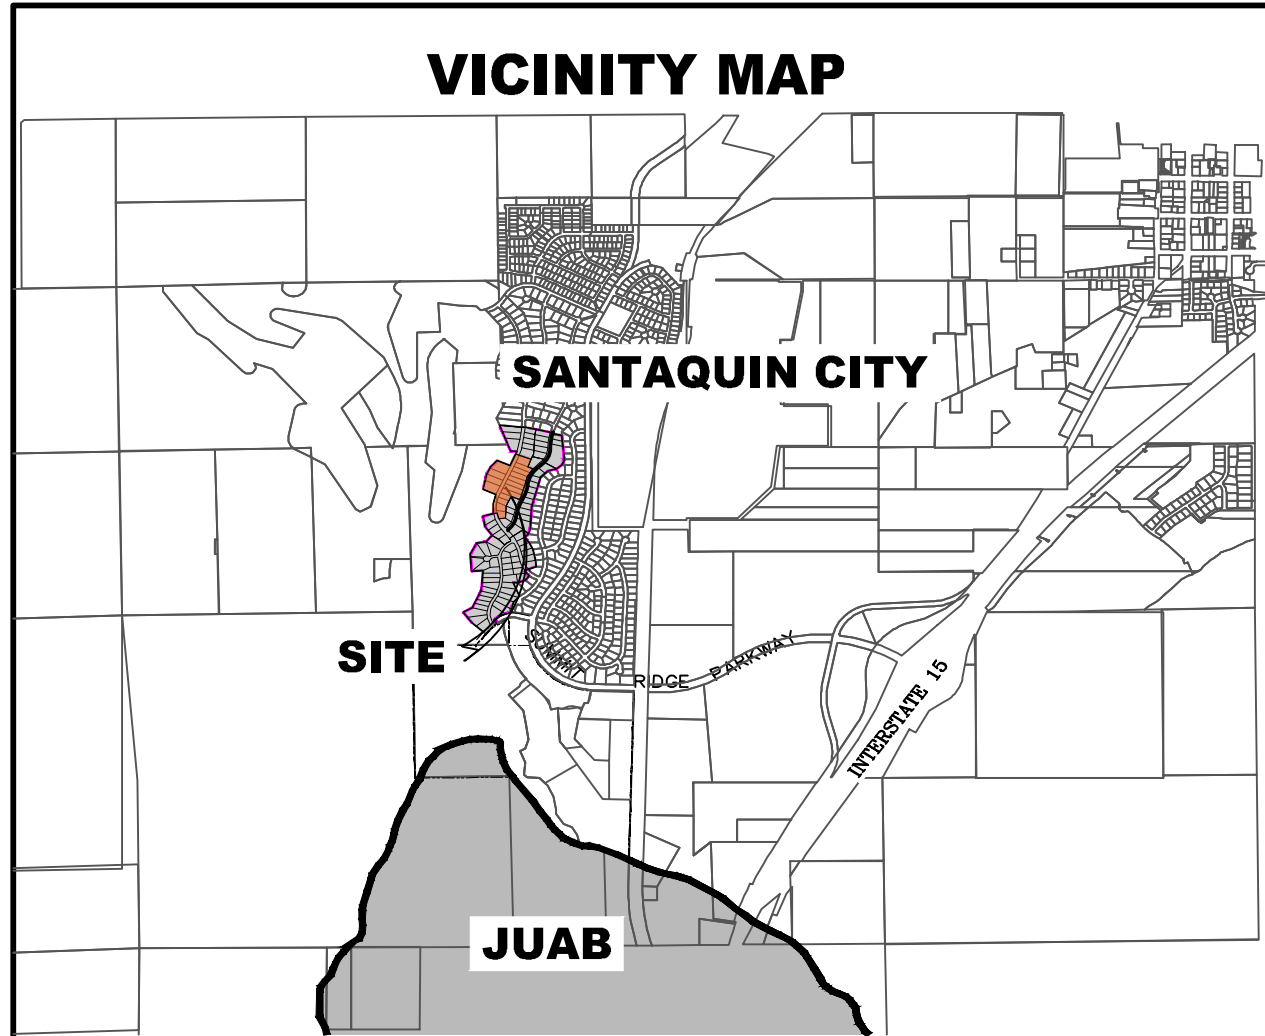 VICINITY MAP
SANTAQUIN CITY
SITE
SUMMIT RIDGE PARKWAY
INTERSTATE 15
JUAB